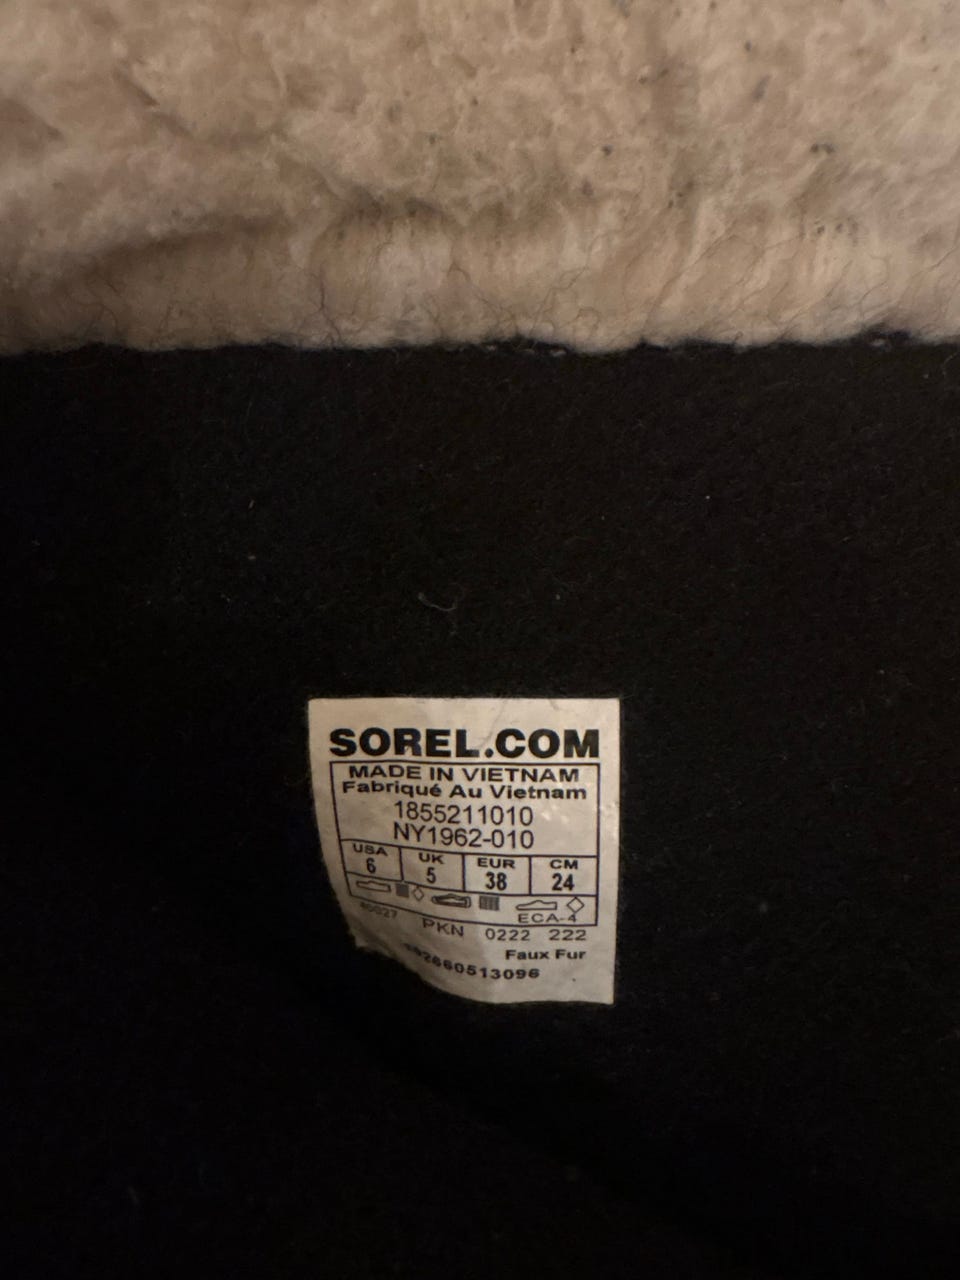 SOREL.COM
MADE IN VIETNAM
Fabriqué Au Vietnam
1855211010
NY1962-010
USA UK EUR CM
6 5 38 24
ECA-4
PKN 0222 222
Faux Fur